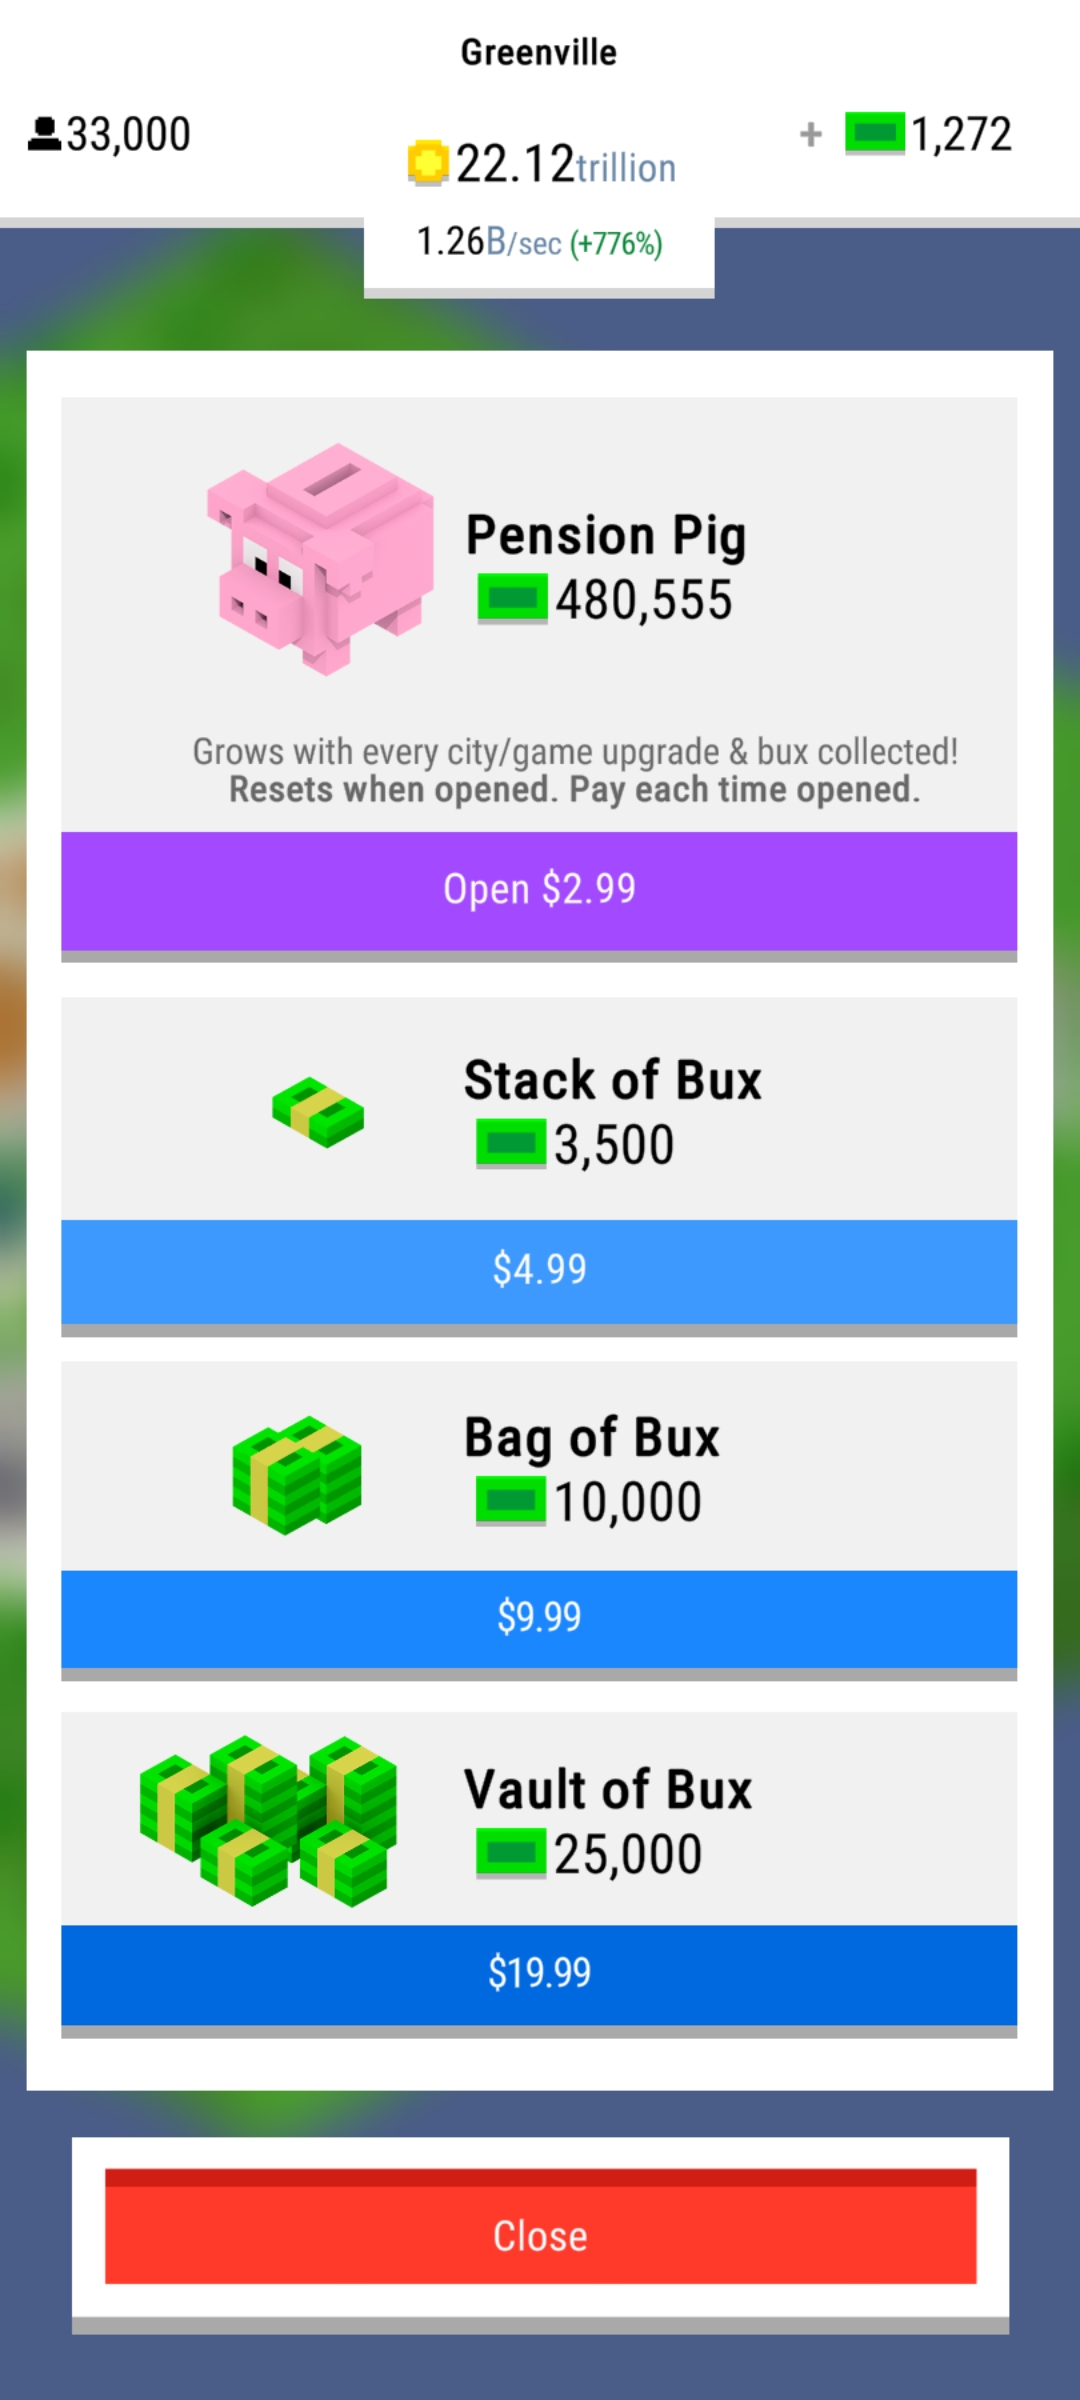 Greenville
33,000
22.12trillion
+ 1,272
1.26B/sec (+776%)
Pension Pig
480,555
Grows with every city/game upgrade & bux collected!
Resets when opened. Pay each time opened.
Open $2.99
Stack of Bux
3,500
$4.99
Bag of Bux
10,000
$9.99
Vault of Bux
25,000
$19.99
Close